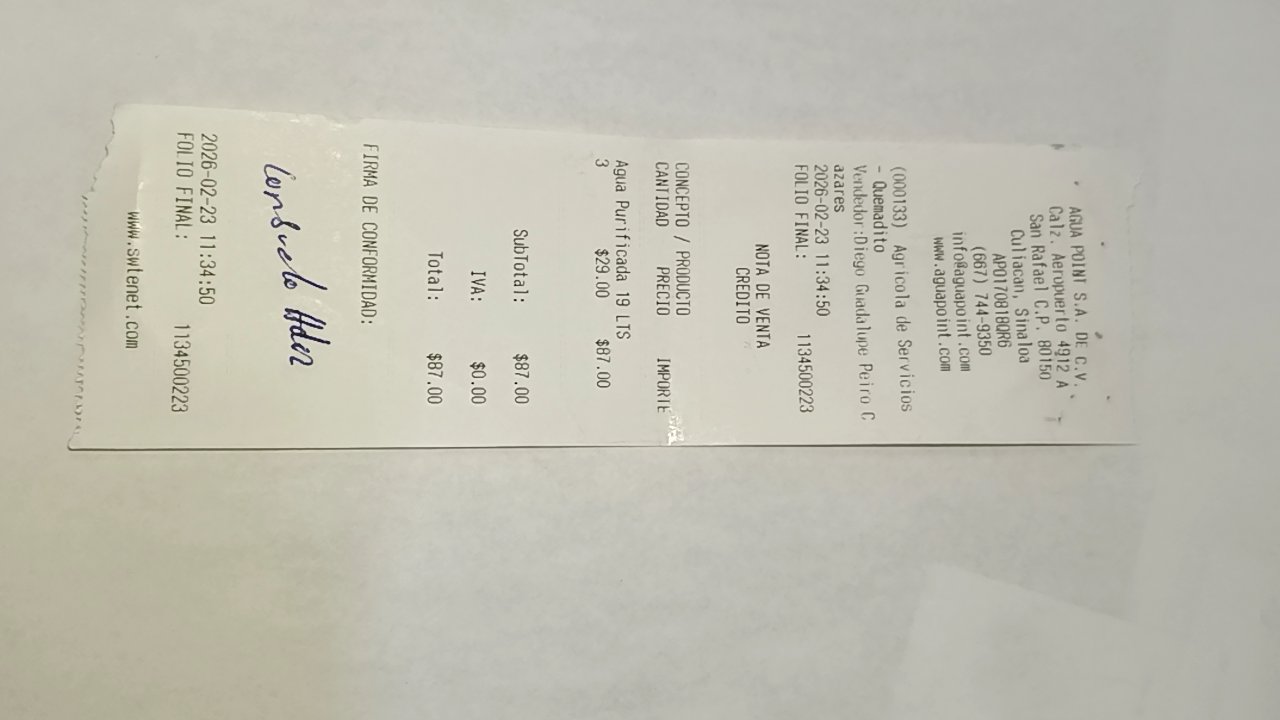 AGUA POINT S.A. DE C.V.
Calz. Aeropuerto 4912 A
San Rafael C.P. 80150
Culiacan, Sinaloa
APO170818QR6
(667) 744-9350
info@aguapoint.com
www.aguapoint.com
(000133) Agricola de Servicios
- Quemadito
Vendedor:Diego Guadalupe Peiro C
azares
2026-02-23 11:34:50
FOLIO FINAL: 1134500223
NOTA DE VENTA
CREDITO
CONCEPTO / PRODUCTO
CANTIDAD PRECIO IMPORTE
Agua Purificada 19 LTS
3 $29.00 $87.00
SubTotal: $87.00
IVA: $0.00
Total: $87.00
FIRMA DE CONFORMIDAD:
Consuelo
2026-02-23 11:34:50
FOLIO FINAL: 1134500223
www.swtenet.com